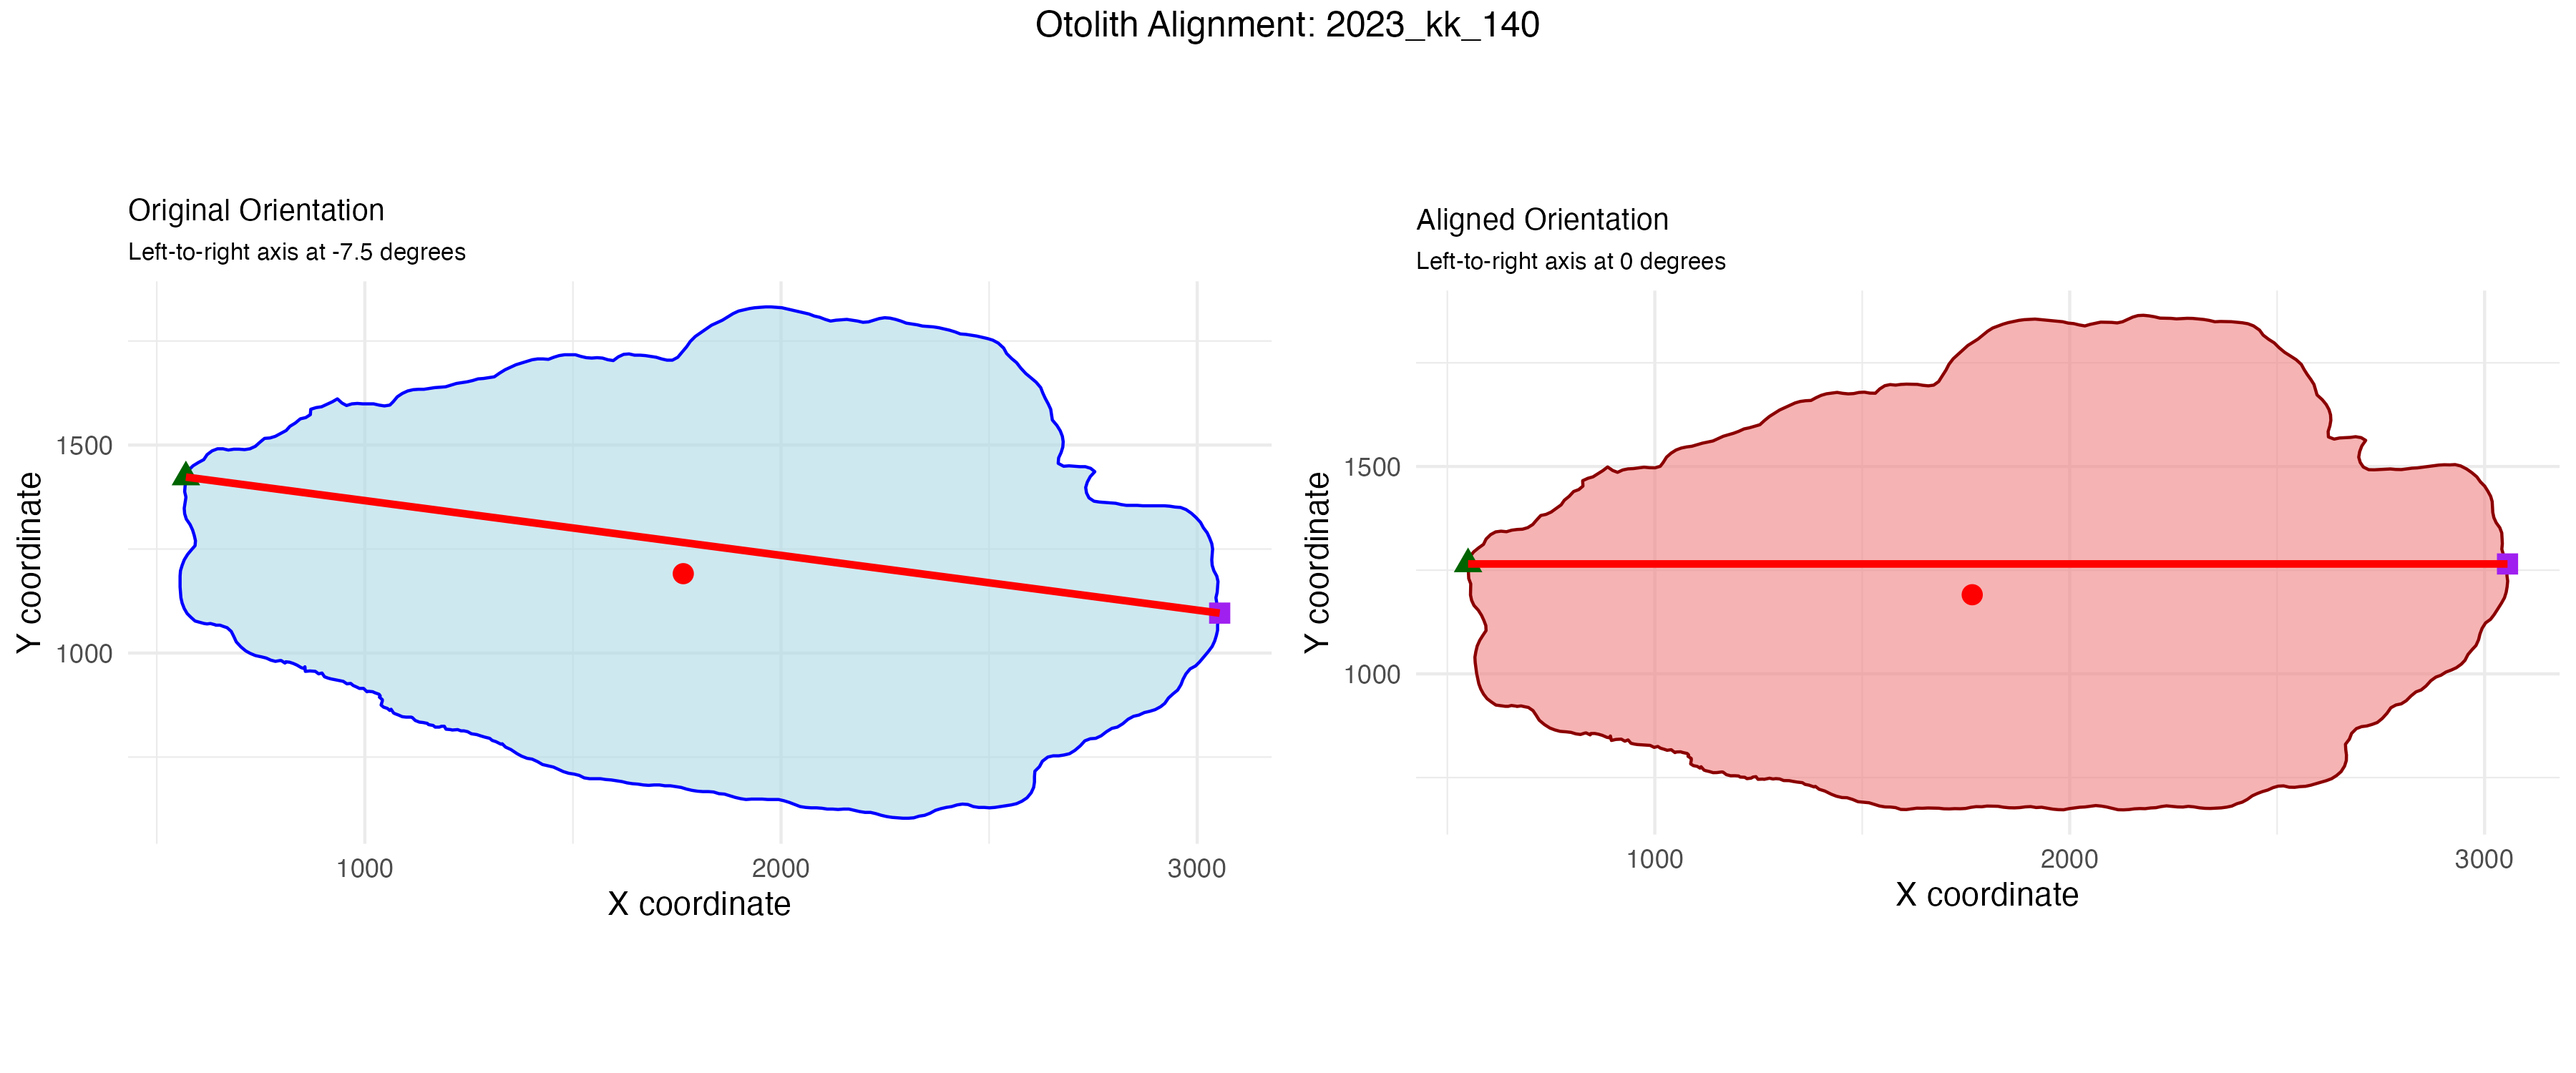 Otolith Alignment: 2023_kk_140
Original Orientation
Left-to-right axis at -7.5 degrees
Y coordinate
1500
1000
1000
2000
3000
X coordinate
Aligned Orientation
Left-to-right axis at 0 degrees
Y coordinate
1500
1000
1000
2000
3000
X coordinate